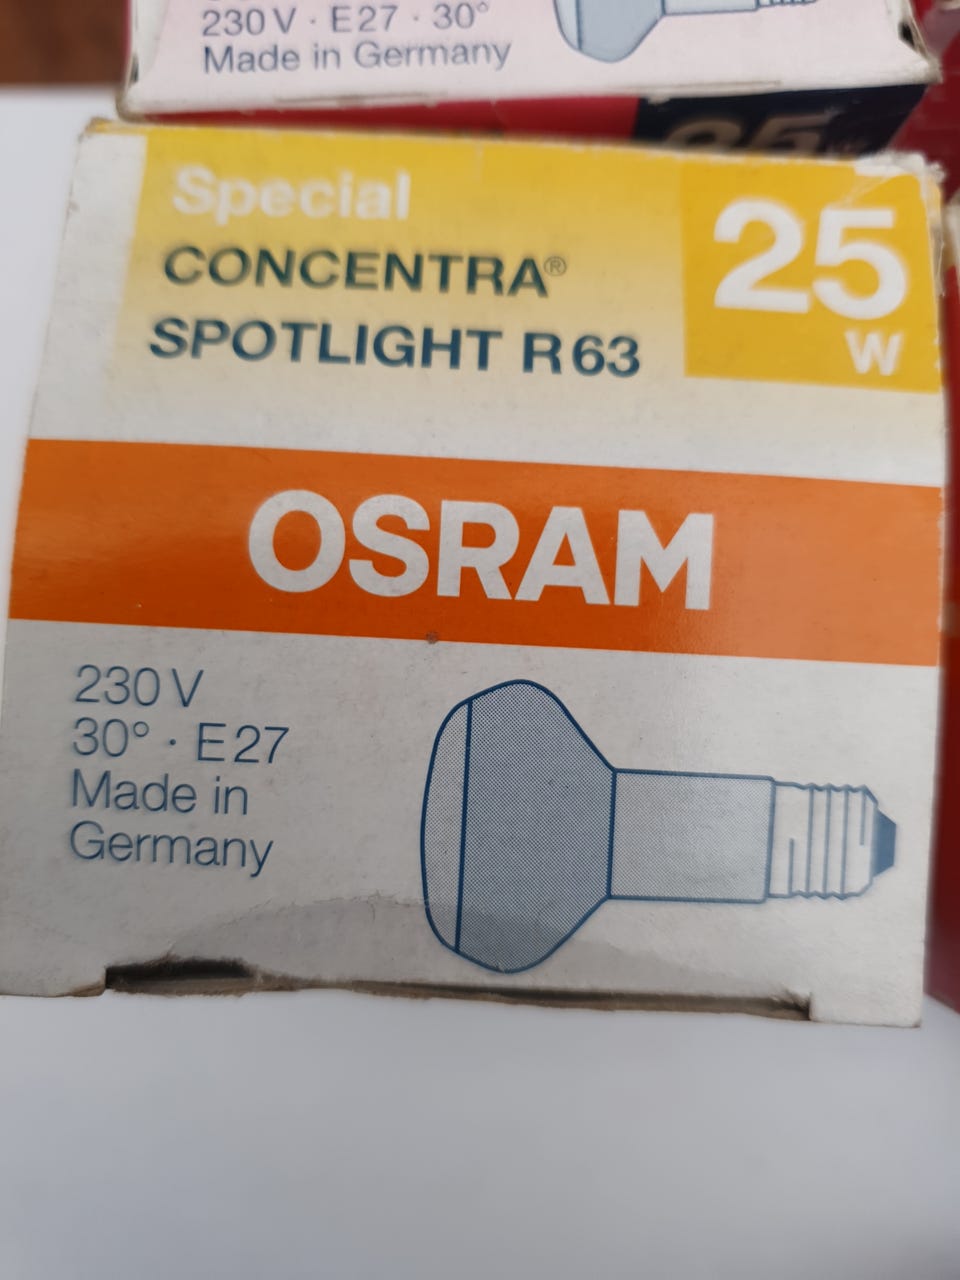 230 V · E27 · 30°
Made in Germany
Special
CONCENTRA®
SPOTLIGHT R63
25
W
OSRAM
230 V
30° · E27
Made in
Germany